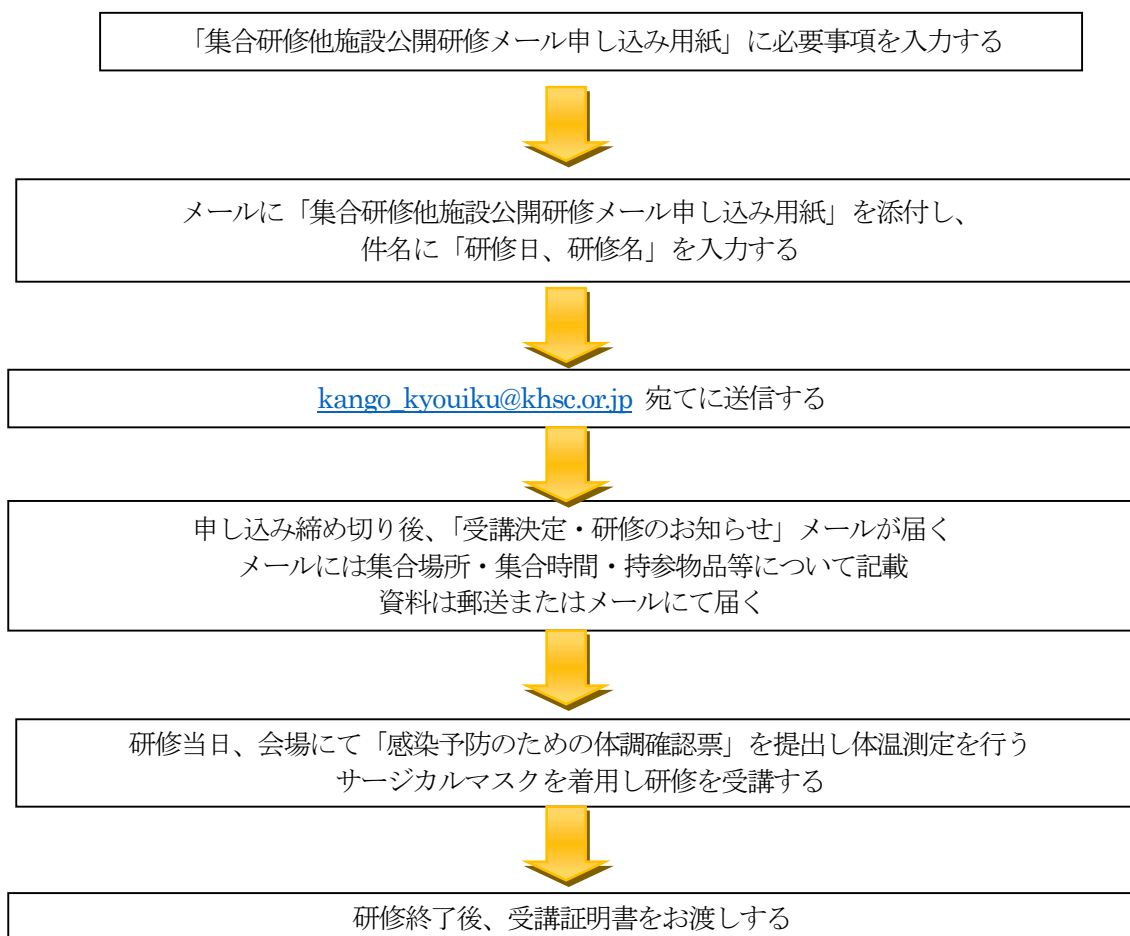 「集合研修他施設公開研修メール申し込み用紙」に必要事項を入力する
メールに「集合研修他施設公開研修メール申し込み用紙」を添付し、
件名に「研修日、研修名」を入力する
kango_kyouiku@khsc.or.jp 宛てに送信する
申し込み締め切り後、「受講決定・研修のお知らせ」メールが届く
メールには集合場所・集合時間・持参物品等について記載
資料は郵送またはメールにて届く
研修当日、会場にて「感染予防のための体調確認票」を提出し体温測定を行う
サージカルマスクを着用し研修を受講する
研修終了後、受講証明書をお渡しする